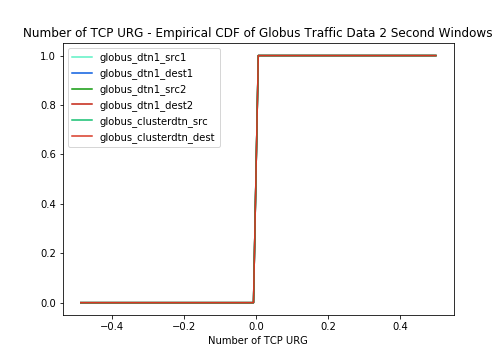 Number of TCP URG - Empirical CDF of Globus Traffic Data 2 Second Windows
1.0
0.8
0.6
0.4
0.2
0.0
globus_dtn1_src1
globus_dtn1_dest1
globus_dtn1_src2
globus_dtn1_dest2
globus_clusterdtn_src
globus_clusterdtn_dest
−0.4
−0.2
0.0
0.2
0.4
Number of TCP URG